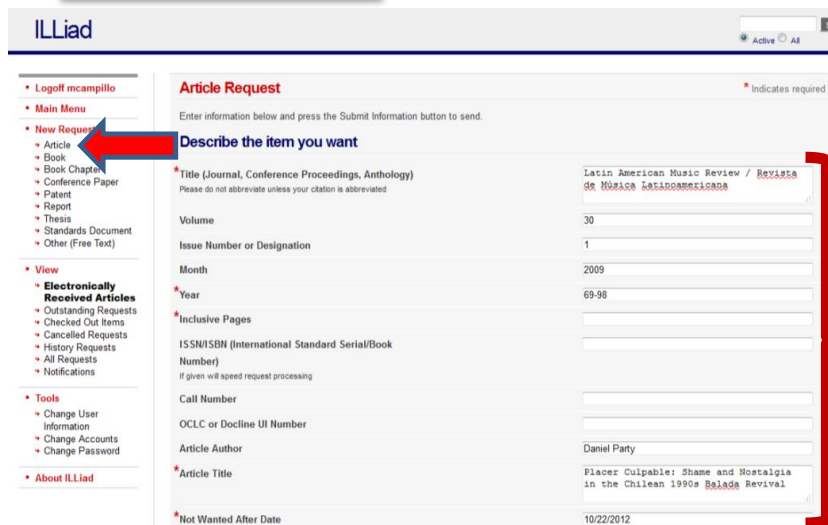 ILLiad
Active All
Logoff mcampillo
Main Menu
New Request
Article
Book
Book Chapter
Conference Paper
Patent
Report
Thesis
Standards Document
Other (Free Text)
View
Electronically
Received Articles
Outstanding Requests
Checked Out Items
Cancelled Requests
History Requests
All Requests
Notifications
Tools
Change User
Information
Change Accounts
Change Password
About ILLiad
Article Request
* Indicates required
Enter information below and press the Submit Information button to send.
Describe the item you want
*Title (Journal, Conference Proceedings, Anthology)
Please do not abbreviate unless your citation is abbreviated
Latin American Music Review / Revista
de Música Latinoamericana
Volume 30
Issue Number or Designation 1
Month 2009
*Year 69-98
*Inclusive Pages
ISSN/ISBN (International Standard Serial/Book
Number)
If given will speed request processing
Call Number
OCLC or Docline UI Number
Article Author Daniel Party
*Article Title
Placer Culpable: Shame and Nostalgia
in the Chilean 1990s Balada Revival
*Not Wanted After Date 10/22/2012